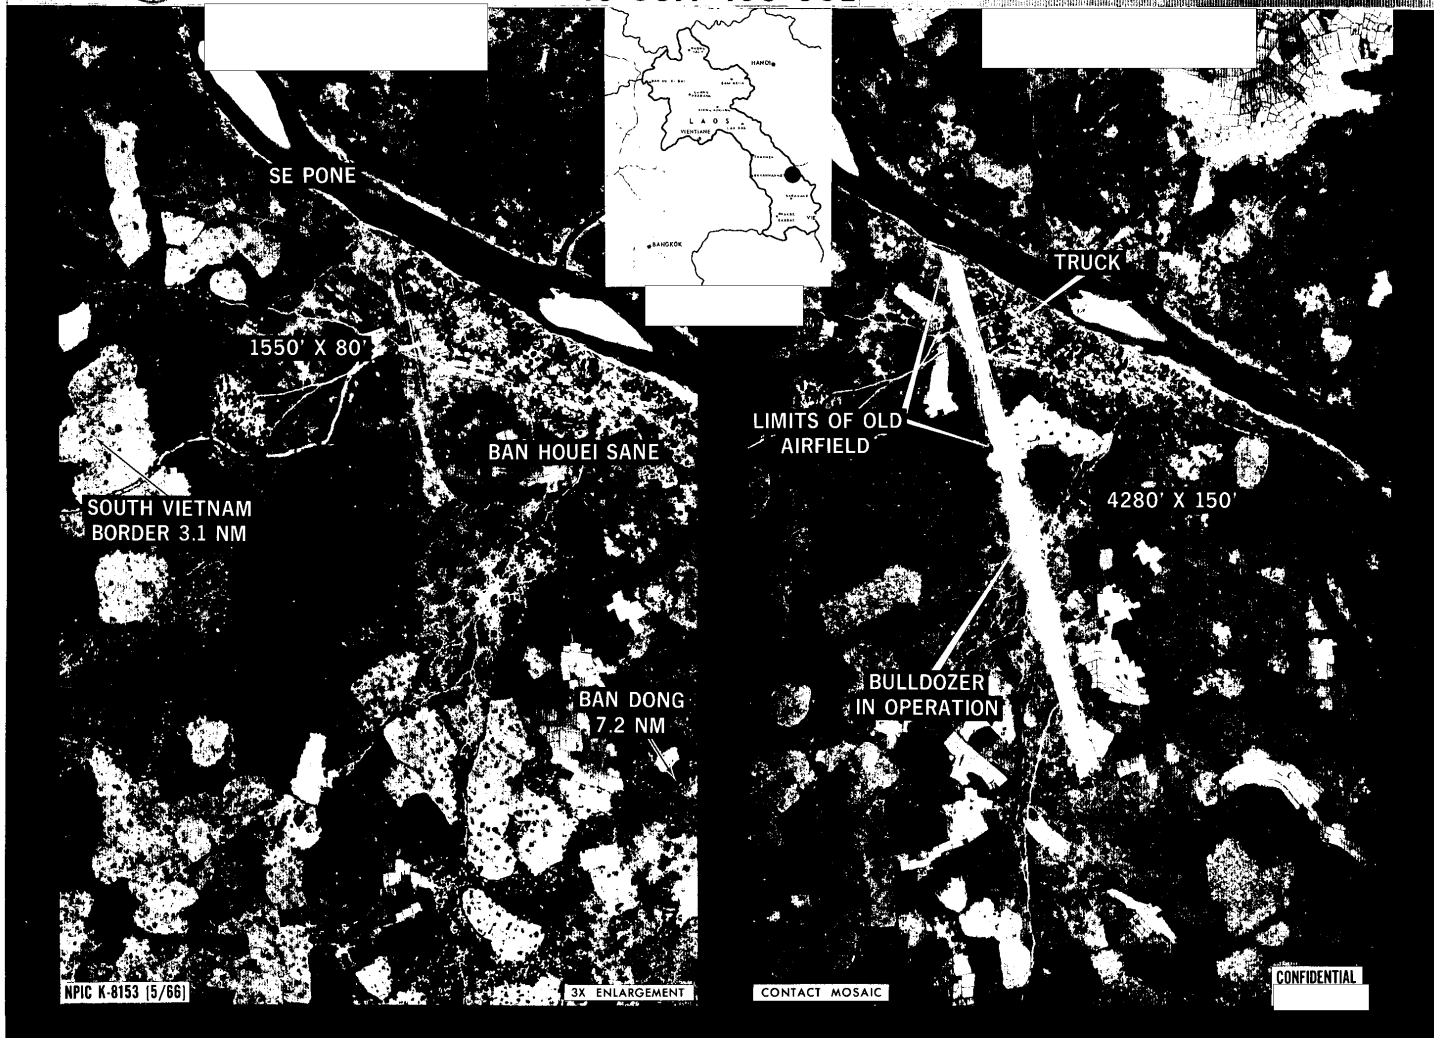 SE PONE
1550' X 80'
BAN HOUEI SANE
SOUTH VIETNAM
BORDER 3.1 NM
BAN DONG
7.2 NM
NPIC K-8153 (5/66)
3X ENLARGEMENT
HANOI
LAOS
VIENTIANE
BANGKOK
TRUCK
LIMITS OF OLD
AIRFIELD
4280' X 150'
BULLDOZER
IN OPERATION
CONTACT MOSAIC
CONFIDENTIAL